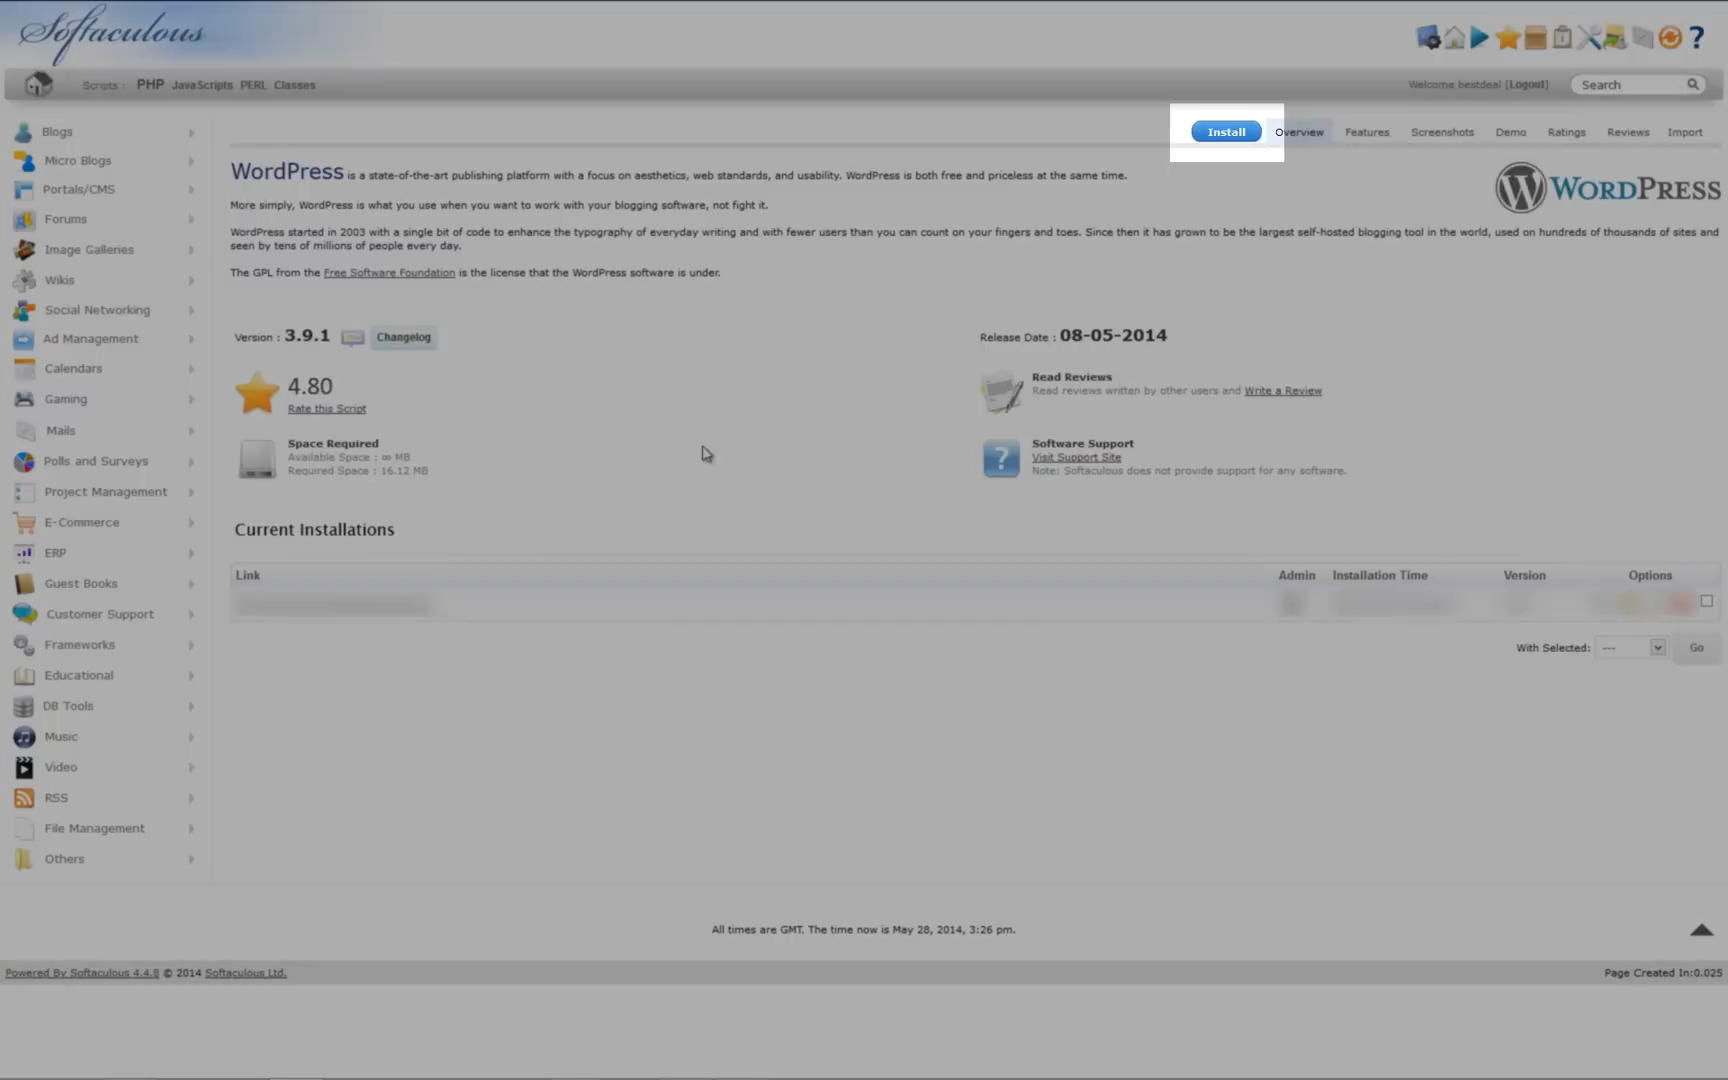 Softaculous
Scripts : PHP JavaScripts PERL Classes
Welcome bestdeal [Logout]
Search
Blogs
Micro Blogs
Portals/CMS
Forums
Image Galleries
Wikis
Social Networking
Ad Management
Calendars
Gaming
Mails
Polls and Surveys
Project Management
E-Commerce
ERP
Guest Books
Customer Support
Frameworks
Educational
DB Tools
Music
Video
RSS
File Management
Others
Install Overview Features Screenshots Demo Ratings Reviews Import
WordPress is a state-of-the-art publishing platform with a focus on aesthetics, web standards, and usability. WordPress is both free and priceless at the same time.
WORDPRESS
More simply, WordPress is what you use when you want to work with your blogging software, not fight it.
WordPress started in 2003 with a single bit of code to enhance the typography of everyday writing and with fewer users than you can count on your fingers and toes. Since then it has grown to be the largest self-hosted blogging tool in the world, used on hundreds of thousands of sites and
seen by tens of millions of people every day.
The GPL from the Free Software Foundation is the license that the WordPress software is under.
Version : 3.9.1 Changelog
Release Date : 08-05-2014
4.80
Rate this Script
Read Reviews
Read reviews written by other users and Write a Review
Space Required
Available Space : ∞ MB
Required Space : 16.12 MB
Software Support
Visit Support Site
Note: Softaculous does not provide support for any software.
Current Installations
Link Admin Installation Time Version Options
With Selected: --- Go
All times are GMT. The time now is May 28, 2014, 3:26 pm.
Powered By Softaculous 4.4.8 © 2014 Softaculous Ltd.
Page Created In:0.025